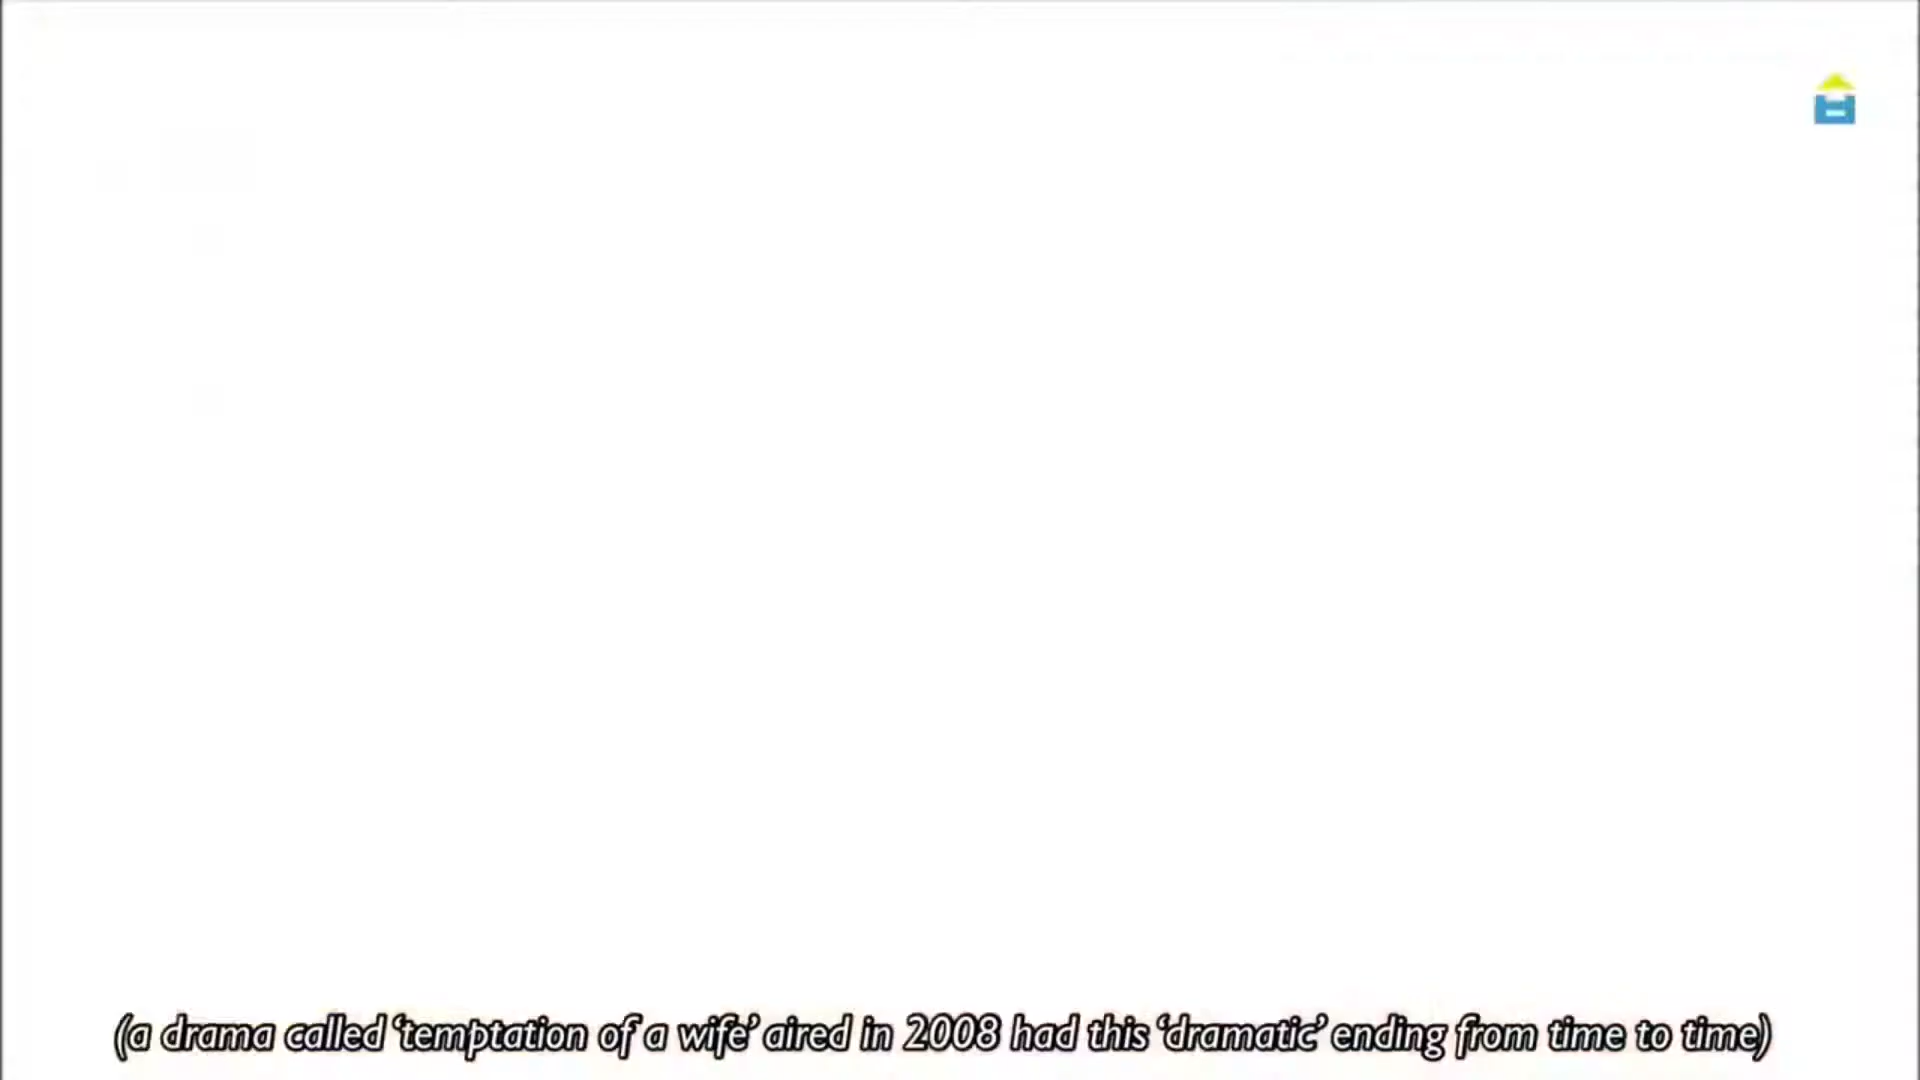 (a drama called ‘temptation of a wife’ aired in 2008 had this ‘dramatic’ ending from time to time)